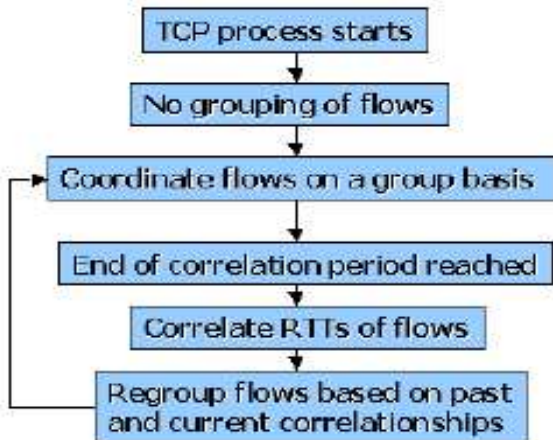 TCP process starts
No grouping of flows
Coordinate flows on a group basis
End of correlation period reached
Correlate RTTs of flows
Regroup flows based on past
and current correlationships